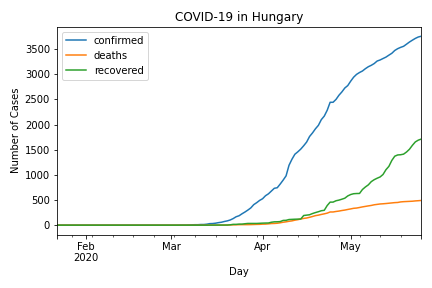 COVID-19 in Hungary
confirmed
deaths
recovered
Number of Cases
3500
3000
2500
2000
1500
1000
500
0
Feb Mar Apr May
2020
Day